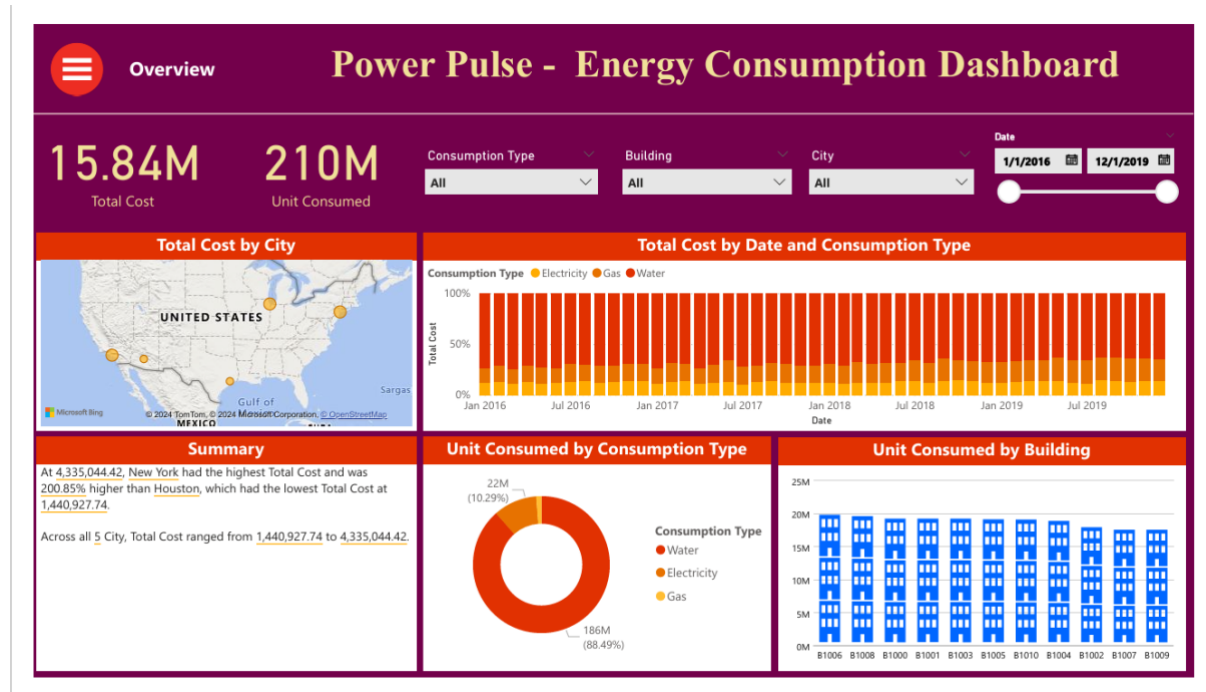 Overview
Power Pulse - Energy Consumption Dashboard
15.84M
Total Cost
210M
Unit Consumed
Consumption Type
All
Building
All
City
All
Date
1/1/2016
12/1/2019
Total Cost by City
UNITED STATES
Gulf of
MEXICO
Sargas
Microsoft Bing
© 2024 TomTom, © 2024 Microsoft Corporation, © OpenStreetMap
Total Cost by Date and Consumption Type
Consumption Type Electricity Gas Water
Total Cost
100%
50%
0%
Jan 2016 Jul 2016 Jan 2017 Jul 2017 Jan 2018 Jul 2018 Jan 2019 Jul 2019
Date
Summary
At 4,335,044.42, New York had the highest Total Cost and was
200.85% higher than Houston, which had the lowest Total Cost at
1,440,927.74.
Across all 5 City, Total Cost ranged from 1,440,927.74 to 4,335,044.42.
Unit Consumed by Consumption Type
22M
(10.29%)
186M
(88.49%)
Consumption Type
Water
Electricity
Gas
Unit Consumed by Building
25M
20M
15M
10M
5M
0M
B1006 B1008 B1000 B1001 B1003 B1005 B1010 B1004 B1002 B1007 B1009